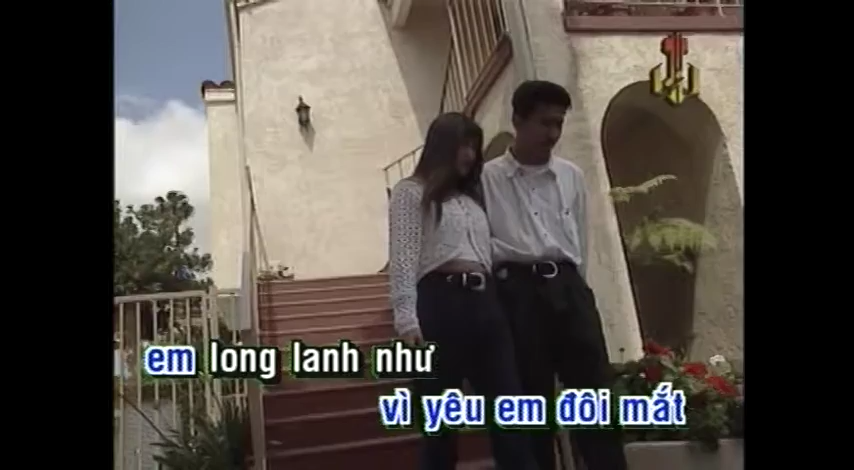 em long lanh như
vì yêu em đôi mắt